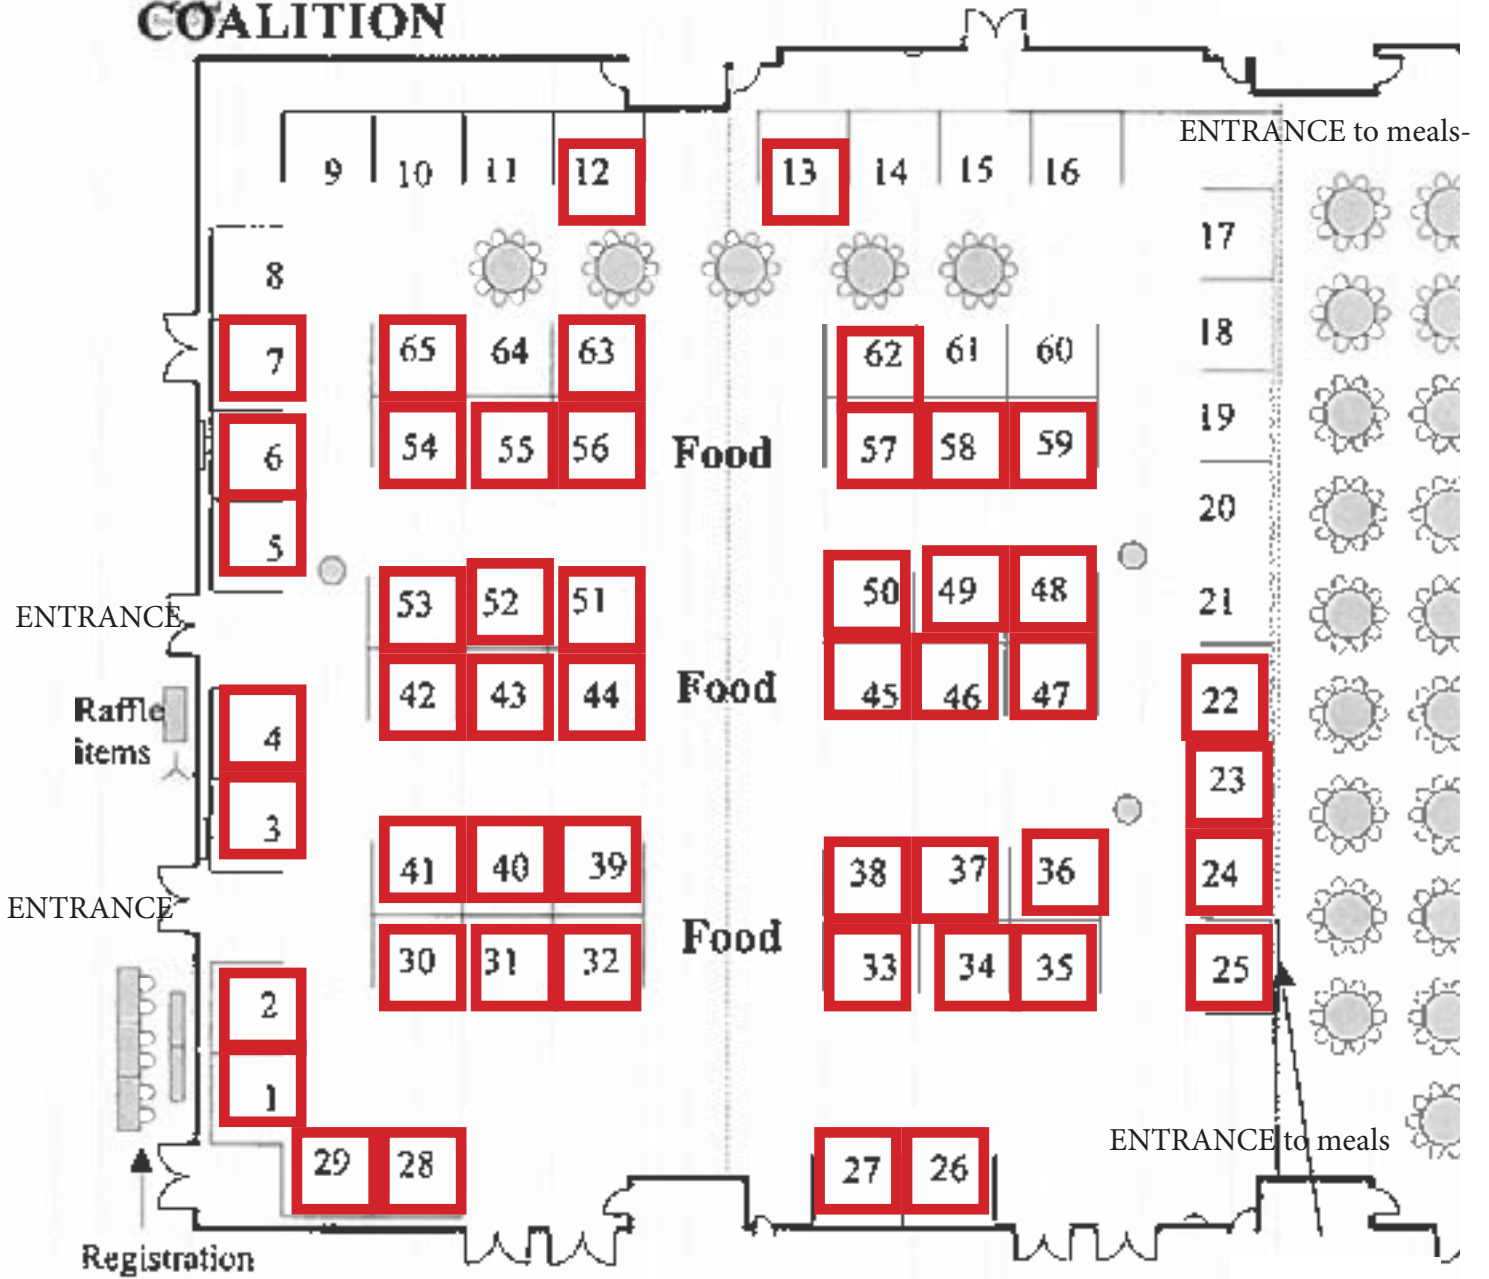 COALITION
ENTRANCE to meals-
9 10 11 12 13 14 15 16
17
8
18
7 65 64 63 62 61 60
19
6 54 55 56 Food 57 58 59
20
5
53 52 51 50 49 48 21
ENTRANCE
42 43 44 Food 45 46 47 22
Raffle
items
4
23
3
41 40 39 38 37 36 24
ENTRANCE
30 31 32 Food 33 34 35 25
2
1
ENTRANCE to meals
29 28 27 26
Registration